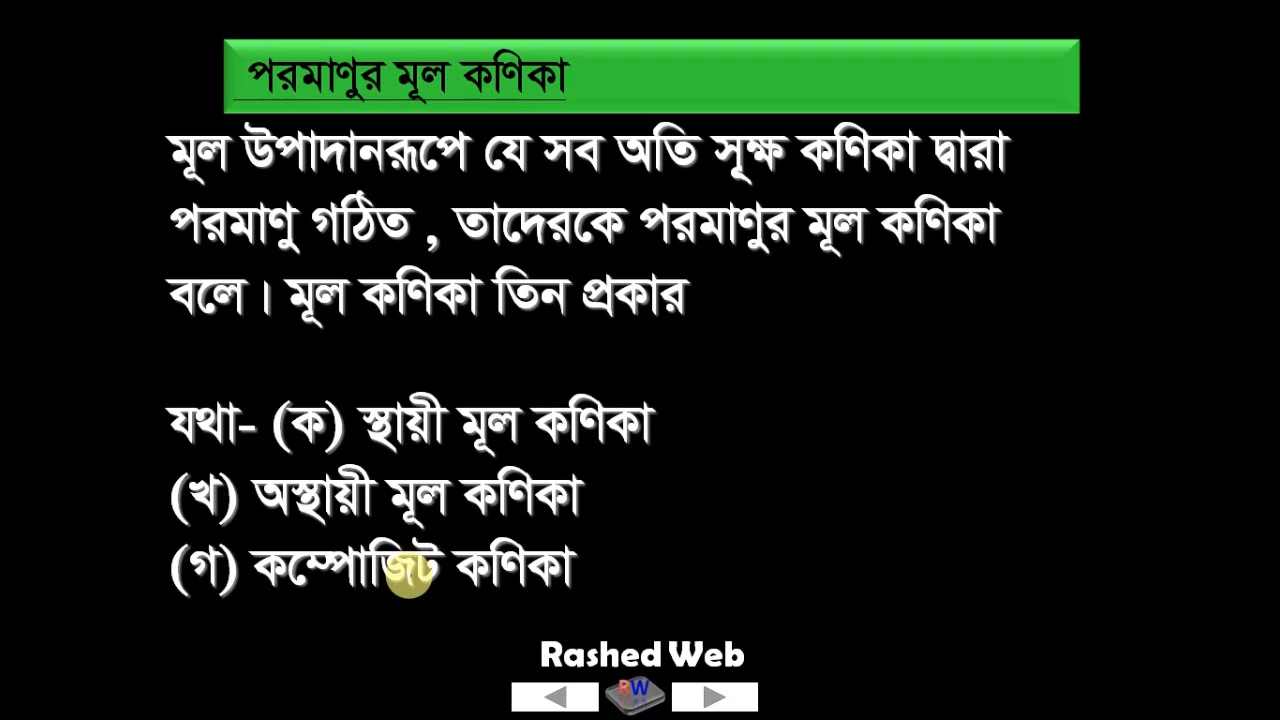 পরমাণুর মূল কণিকা
মূল উপাদানরূপে যে সব অতি সূক্ষ কণিকা দ্বারা
পরমাণু গঠিত , তাদেরকে পরমাণুর মূল কণিকা
বলে। মূল কণিকা তিন প্রকার
যথা- (ক) স্থায়ী মূল কণিকা
(খ) অস্থায়ী মূল কণিকা
(গ) কম্পোজিট কণিকা
Rashed Web
RW